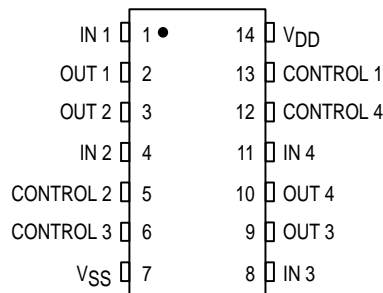 IN 1 1 14 VDD
OUT 1 2 13 CONTROL 1
OUT 2 3 12 CONTROL 4
IN 2 4 11 IN 4
CONTROL 2 5 10 OUT 4
CONTROL 3 6 9 OUT 3
VSS 7 8 IN 3